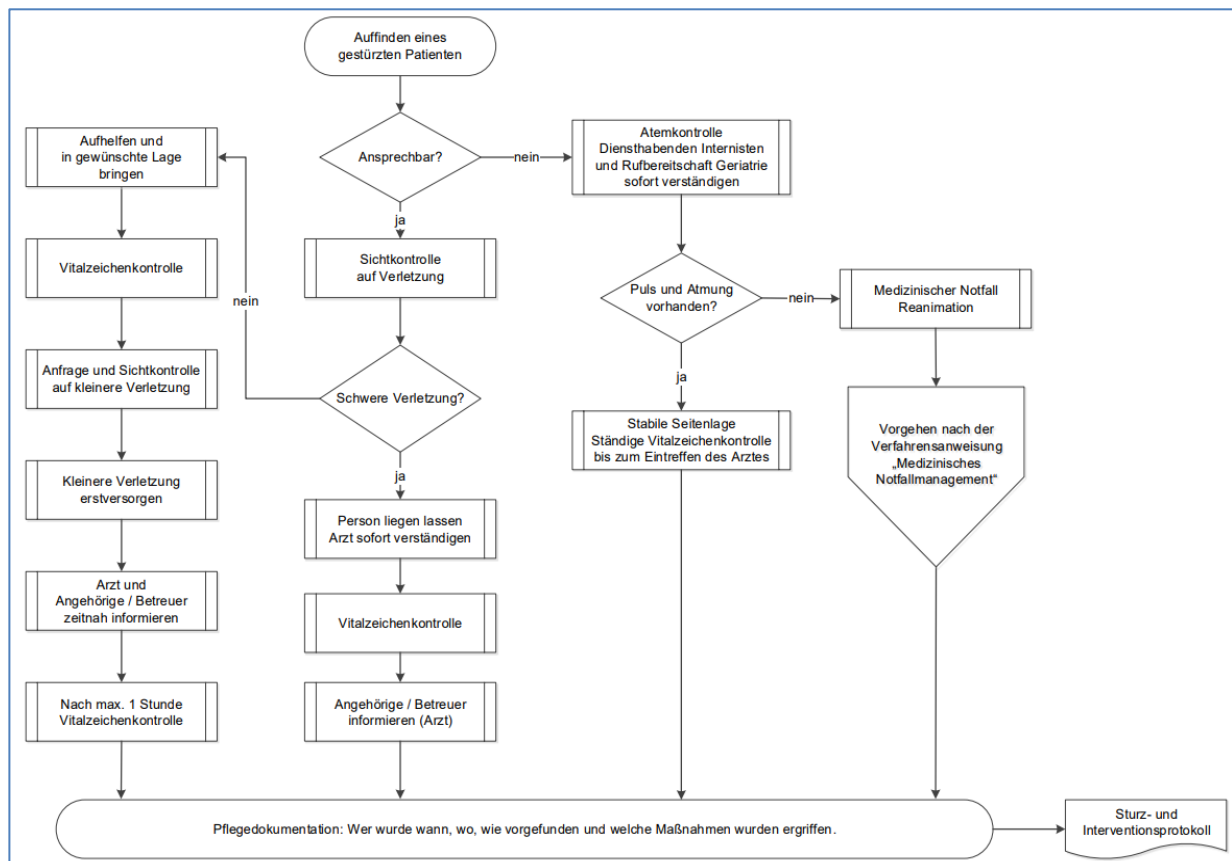 Auffinden eines
gestürzten Patienten
Ansprechbar?
nein
Atemkontrolle
Diensthabenden Internisten
und Rufbereitschaft Geriatrie
sofort verständigen
Aufhelfen und
in gewünschte Lage
bringen
ja
Vitalzeichenkontrolle
Sichtkontrolle
auf Verletzung
nein
Puls und Atmung
vorhanden?
nein
Medizinischer Notfall
Reanimation
Anfrage und Sichtkontrolle
auf kleinere Verletzung
Schwere Verletzung?
ja
Stabile Seitenlage
Ständige Vitalzeichenkontrolle
bis zum Eintreffen des Arztes
Vorgehen nach der
Verfahrensanweisung
„Medizinisches
Notfallmanagement“
Kleinere Verletzung
erstversorgen
ja
Person liegen lassen
Arzt sofort verständigen
Arzt und
Angehörige / Betreuer
zeitnah informieren
Vitalzeichenkontrolle
Nach max. 1 Stunde
Vitalzeichenkontrolle
Angehörige / Betreuer
informieren (Arzt)
Pflegedokumentation: Wer wurde wann, wo, wie vorgefunden und welche Maßnahmen wurden ergriffen.
Sturz- und
Interventionsprotokoll